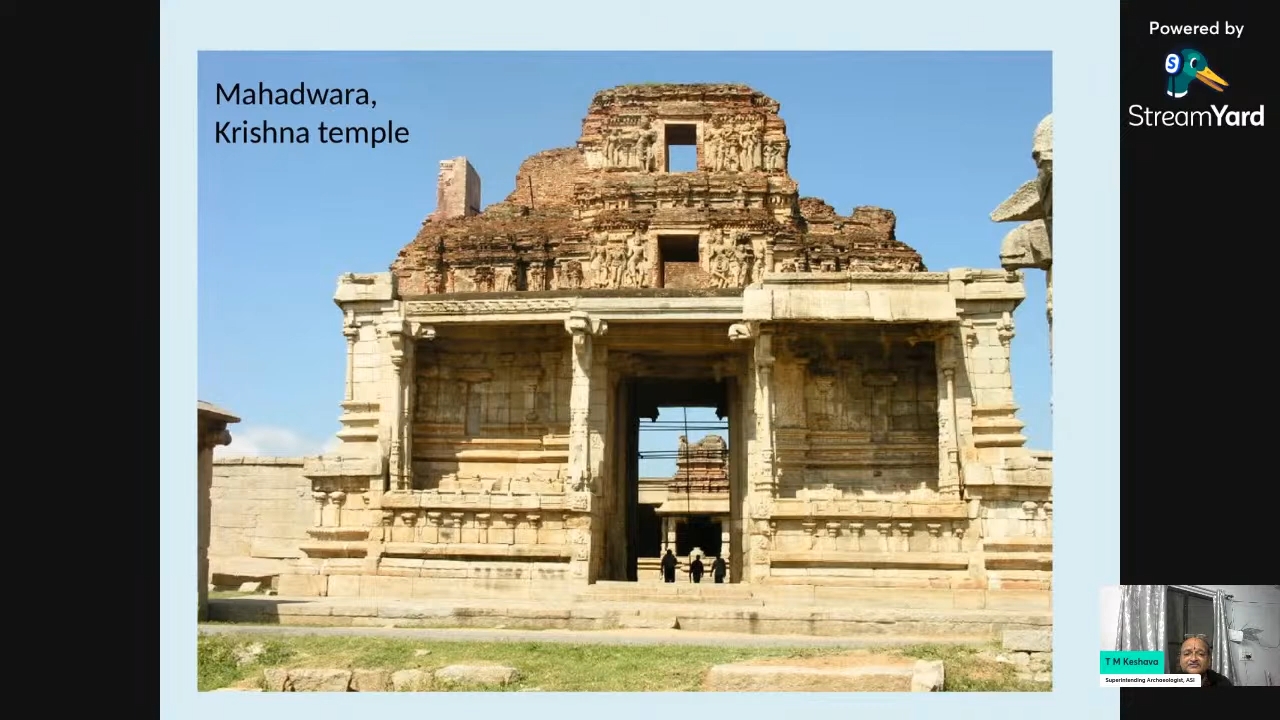 Mahadwara,
Krishna temple
Powered by
S
StreamYard
T M Keshava
Superintending Archaeologist, ASI